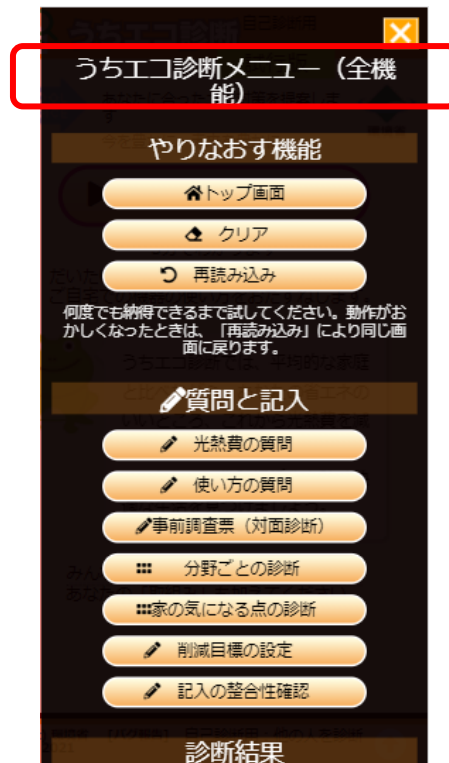 うちエコ診断メニュー（全機
能）
やりなおす機能
トップ画面
クリア
再読み込み
何度でも納得できるまで試してください。動作がお
かしくなったときは、「再読み込み」により同じ画
面に戻ります。
質問と記入
光熱費の質問
使い方の質問
事前調査票（対面診断）
分野ごとの診断
家の気になる点の診断
削減目標の設定
記入の整合性確認
診断結果